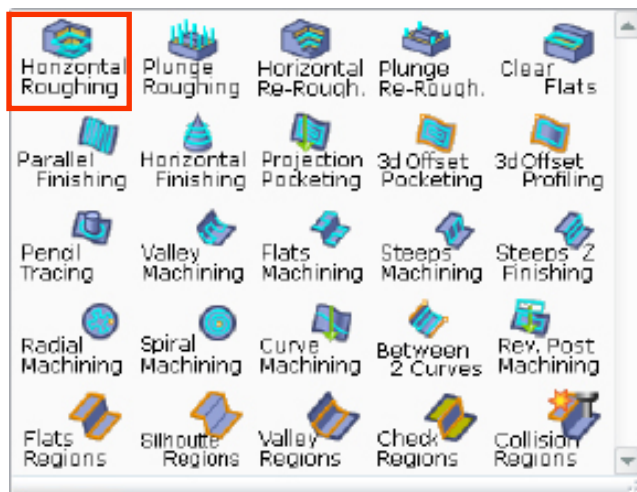 Horizontal Plunge Horizontal Plunge Clear
Roughing Roughing Re-Rough. Re-Rough. Flats
Parallel Horizontal Projection 3d Offset 3d Offset
Finishing Finishing Pocketing Pocketing Profiling
Pencil Valley Flats Steeps Steeps Z
Tracing Machining Machining Machining Finishing
Radial Spiral Curve Between Rev. Post
Machining Machining Machining 2 Curves Machining
Flats Silhoutte Valley Check Collision
Regions Regions Regions Regions Regions